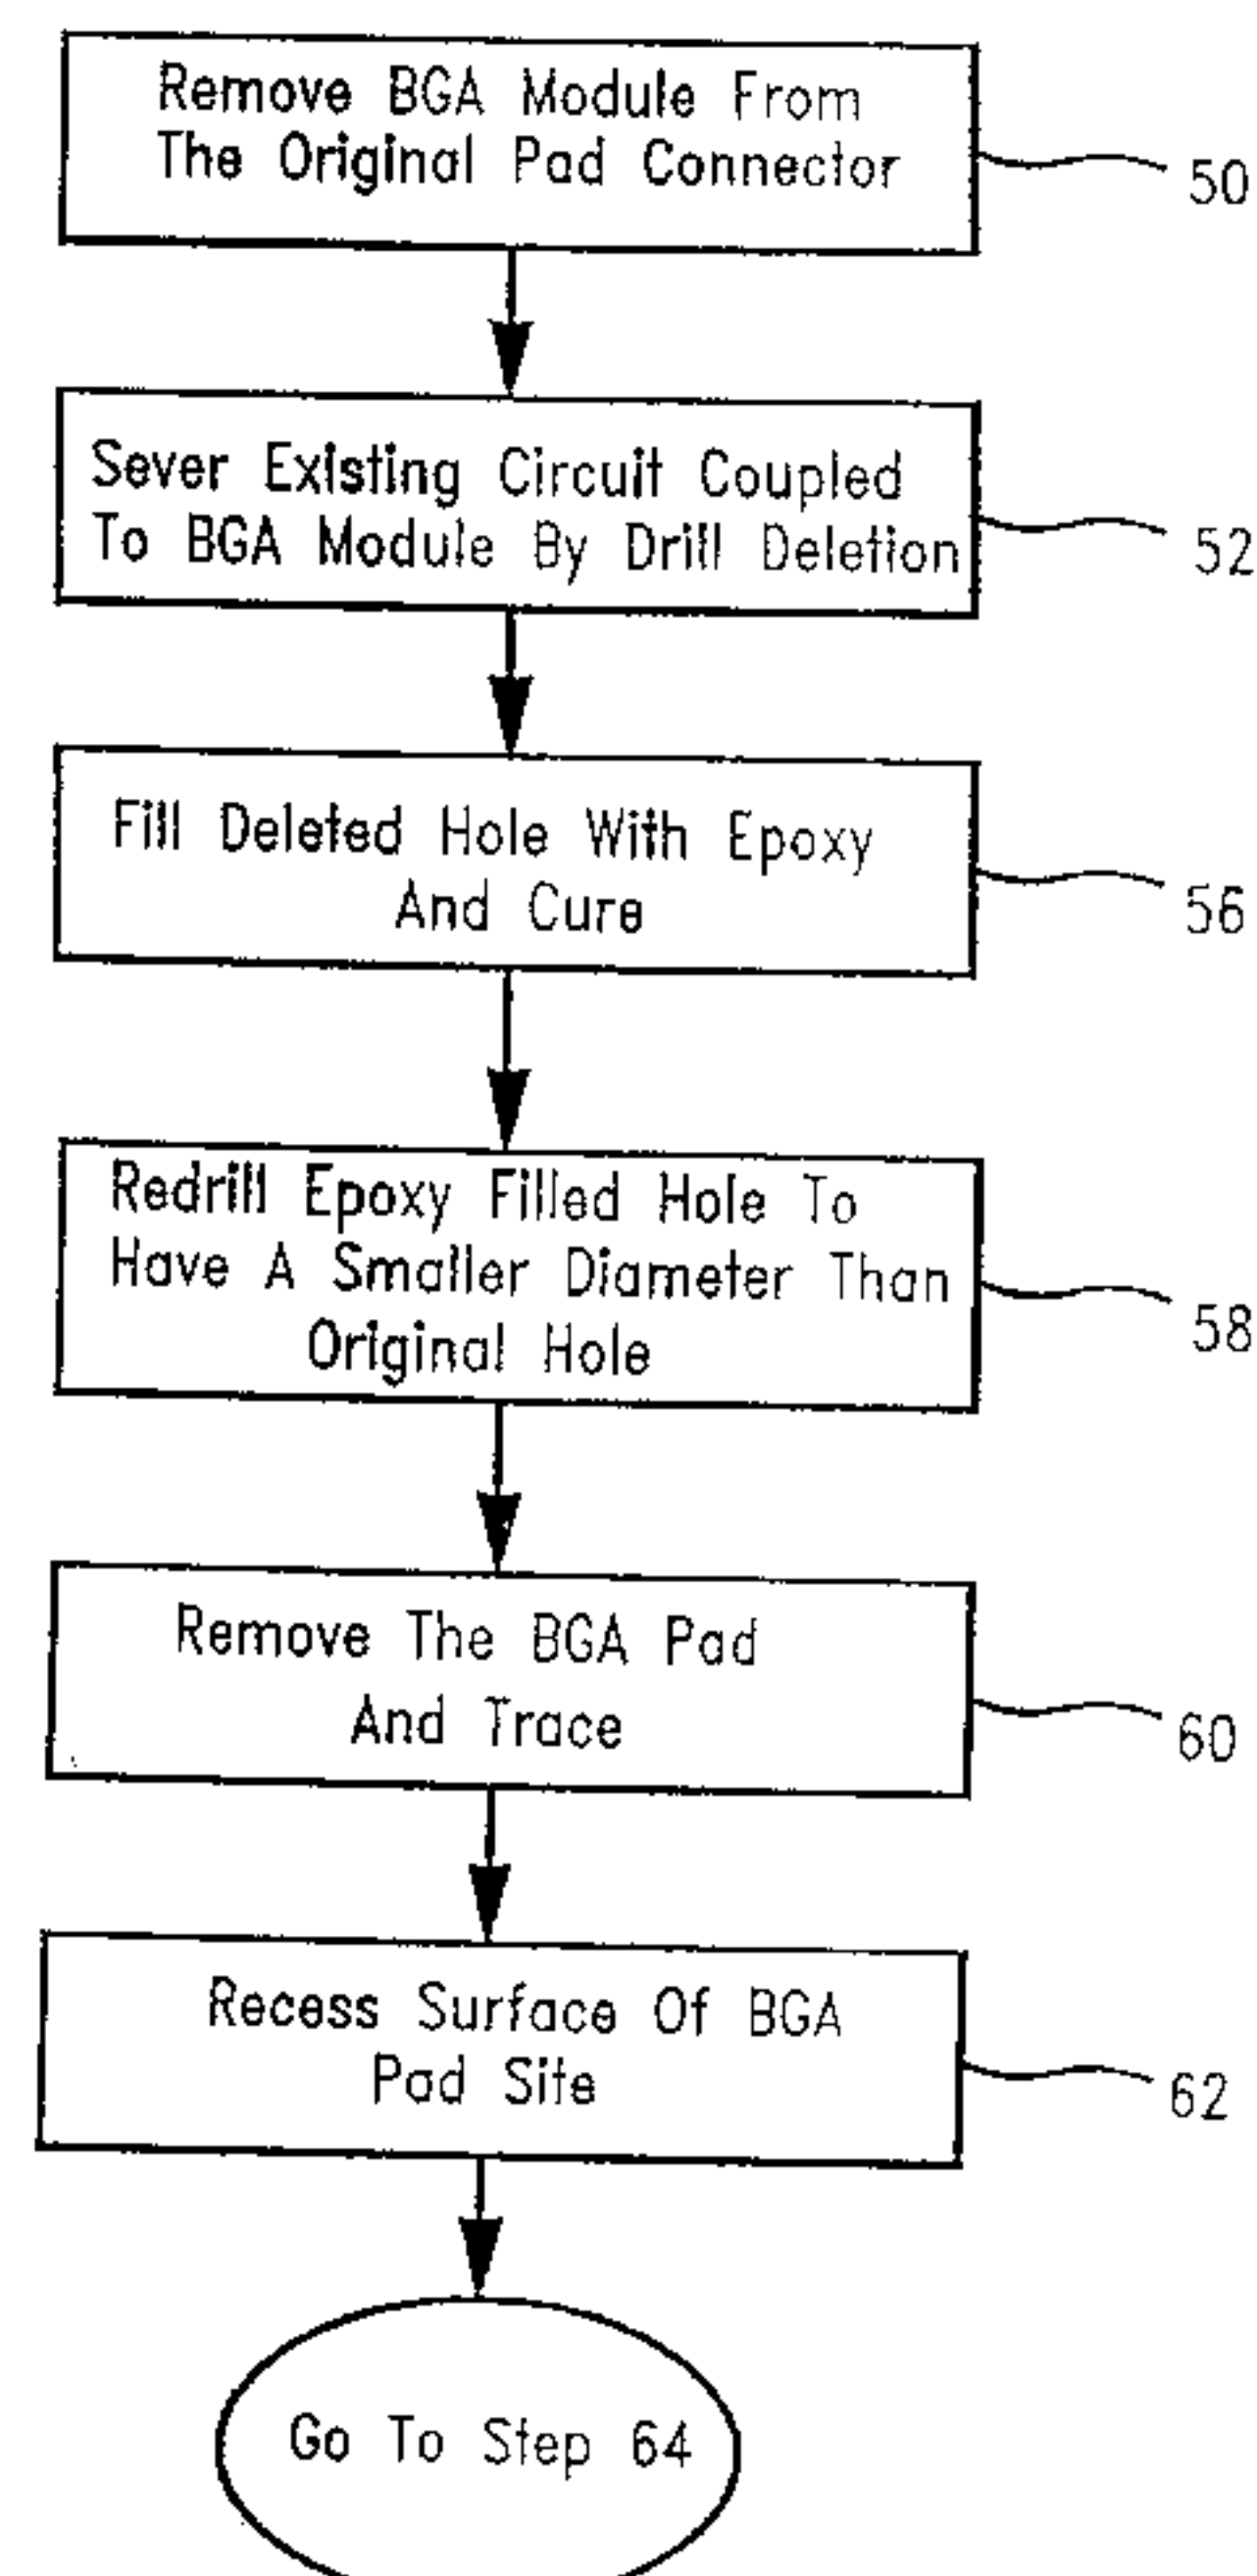 Remove BGA Module From
The Original Pad Connector
50
Sever Existing Circuit Coupled
To BGA Module By Drill Deletion
52
Fill Deleted Hole With Epoxy
And Cure
56
Redrill Epoxy Filled Hole To
Have A Smaller Diameter Than
Original Hole
58
Remove The BGA Pad
And Trace
60
Recess Surface Of BGA
Pad Site
62
Go To Step 64